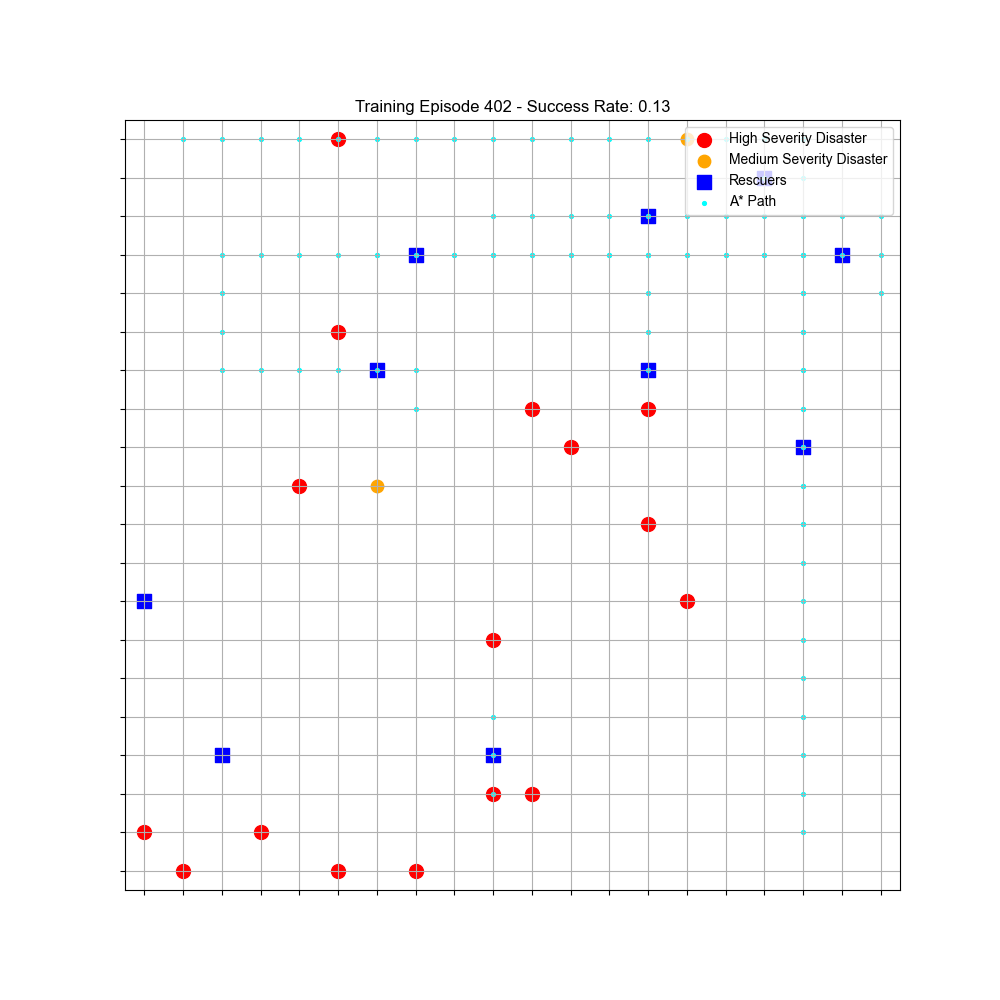 Training Episode 402 - Success Rate: 0.13
High Severity Disaster
Medium Severity Disaster
Rescuers
A* Path